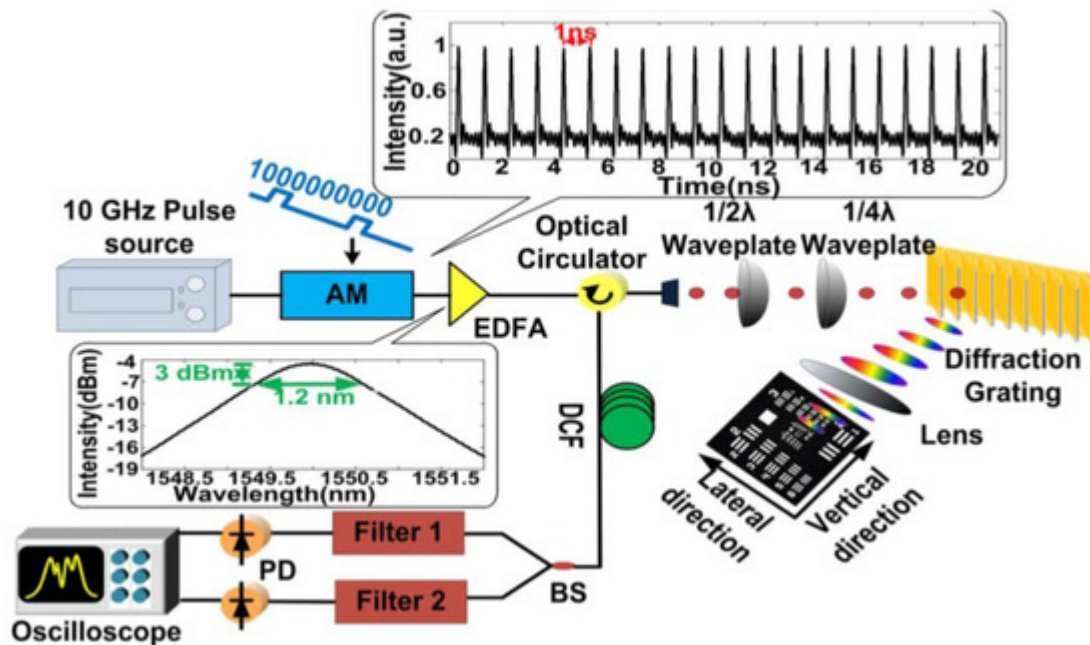 1ns
Intensity(a.u.)
1
0.6
0.2
0 2 4 6 8 10 12 14 16 18 20
Time(ns)
1000000000
10 GHz Pulse
source
AM
EDFA
Optical
Circulator
1/2λ
Waveplate
1/4λ
Waveplate
Diffraction
Grating
Lens
Lateral
direction
Vertical
direction
DCF
Intensity(dBm)
-4
-7
-10
-13
-16
-19
3 dBm
1.2 nm
1548.5 1549.5 1550.5 1551.5
Wavelength(nm)
Filter 1
PD
Filter 2
BS
Oscilloscope